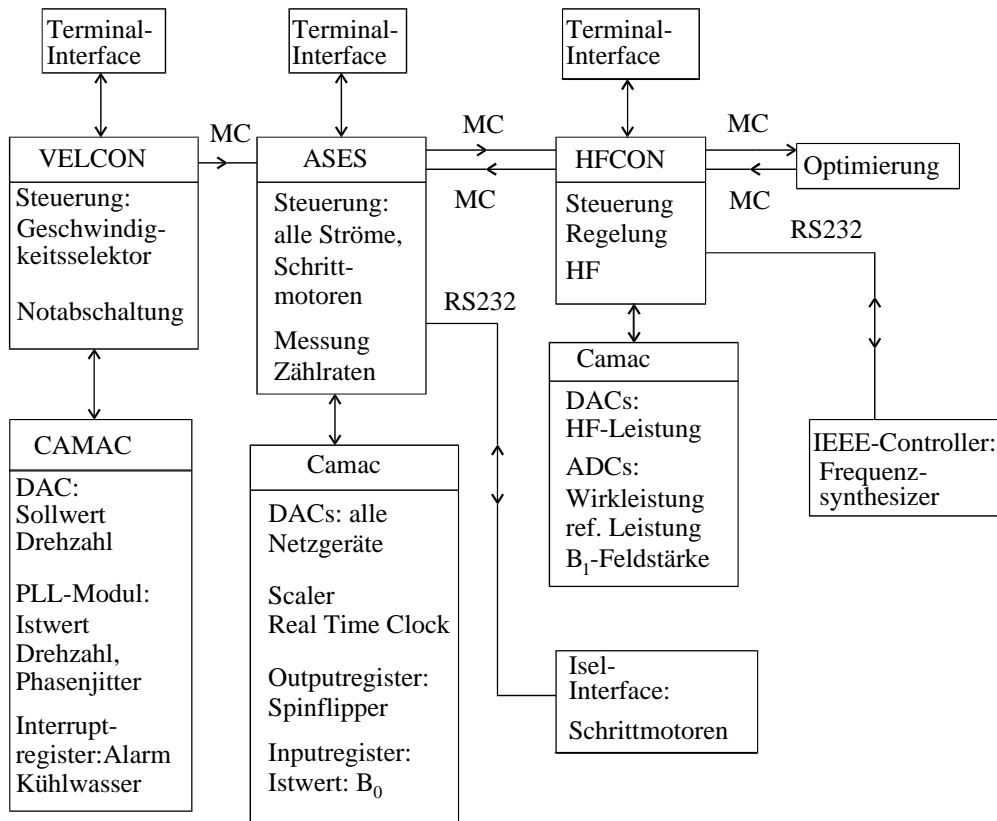 Terminal-
Interface
Terminal-
Interface
Terminal-
Interface
MC
MC
MC
MC
MC
VELCON
Steuerung:
Geschwindig-
keitsselektor
Notabschaltung
ASES
Steuerung:
alle Ströme,
Schritt-
motoren
Messung
Zählraten
HFCON
Steuerung
Regelung
HF
Optimierung
RS232
RS232
CAMAC
DAC:
Sollwert
Drehzahl
PLL-Modul:
Istwert
Drehzahl,
Phasenjitter
Interrupt-
register:Alarm
Kühlwasser
Camac
DACs: alle
Netzgeräte
Scaler
Real Time Clock
Outputregister:
Spinflipper
Inputregister:
Istwert: B₀
Camac
DACs:
HF-Leistung
ADCs:
Wirkleistung
ref. Leistung
B₁-Feldstärke
IEEE-Controller:
Frequenz-
synthesizer
Isel-
Interface:
Schrittmotoren